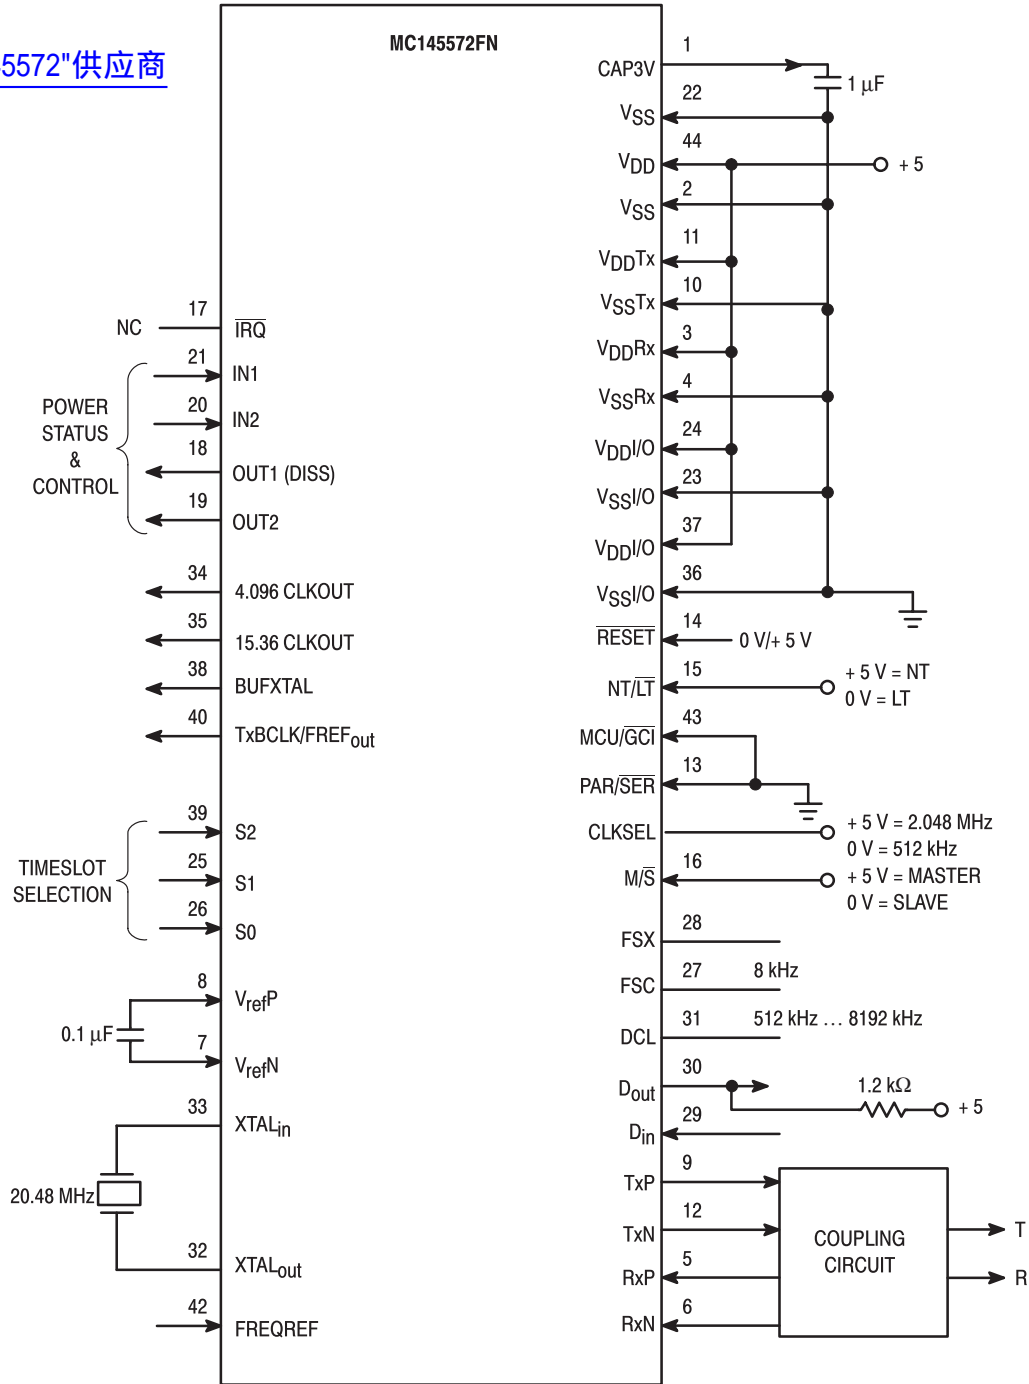 5572"供应商
MC145572FN
1
CAP3V
1 μF
22
VSS
44
VDD
+ 5
2
VSS
11
VDDTx
10
VSSTx
3
VDDRx
4
VSSRx
24
VDDI/O
23
VSSI/O
37
VDDI/O
36
VSSI/O
14
RESET
0 V/+ 5 V
15
NT/LT
+ 5 V = NT
0 V = LT
43
MCU/GCI
13
PAR/SER
CLKSEL
+ 5 V = 2.048 MHz
0 V = 512 kHz
16
M/S
+ 5 V = MASTER
0 V = SLAVE
28
FSX
27
FSC
8 kHz
31
DCL
512 kHz … 8192 kHz
30
Dout
1.2 kΩ
+ 5
29
Din
9
TxP
12
TxN
5
RxP
6
RxN
COUPLING
CIRCUIT
T
R
17
NC
IRQ
21
IN1
20
IN2
18
OUT1 (DISS)
19
OUT2
POWER
STATUS
&
CONTROL
34
4.096 CLKOUT
35
15.36 CLKOUT
38
BUFXTAL
40
TxBCLK/FREFout
39
S2
25
S1
26
S0
TIMESLOT
SELECTION
8
VrefP
0.1 μF
7
VrefN
33
XTALin
20.48 MHz
32
XTALout
42
FREQREF